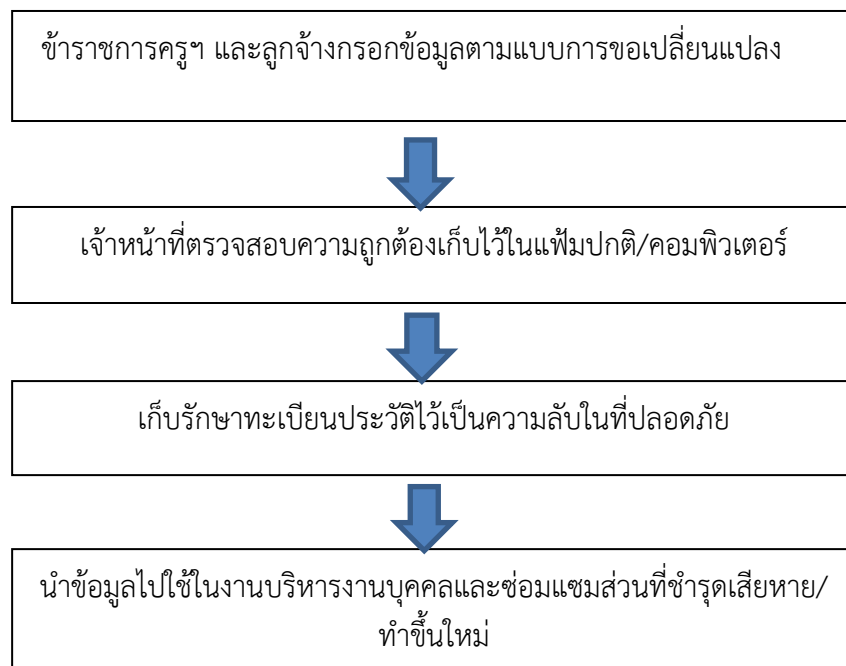 ข้าราชการครูฯ และลูกจ้างกรอกข้อมูลตามแบบการขอเปลี่ยนแปลง
เจ้าหน้าที่ตรวจสอบความถูกต้องเก็บไว้ในแฟ้มปกติ/คอมพิวเตอร์
เก็บรักษาทะเบียนประวัติไว้เป็นความลับในที่ปลอดภัย
นำข้อมูลไปใช้ในงานบริหารงานบุคคลและซ่อมแซมส่วนที่ชำรุดเสียหาย/
ทำขึ้นใหม่